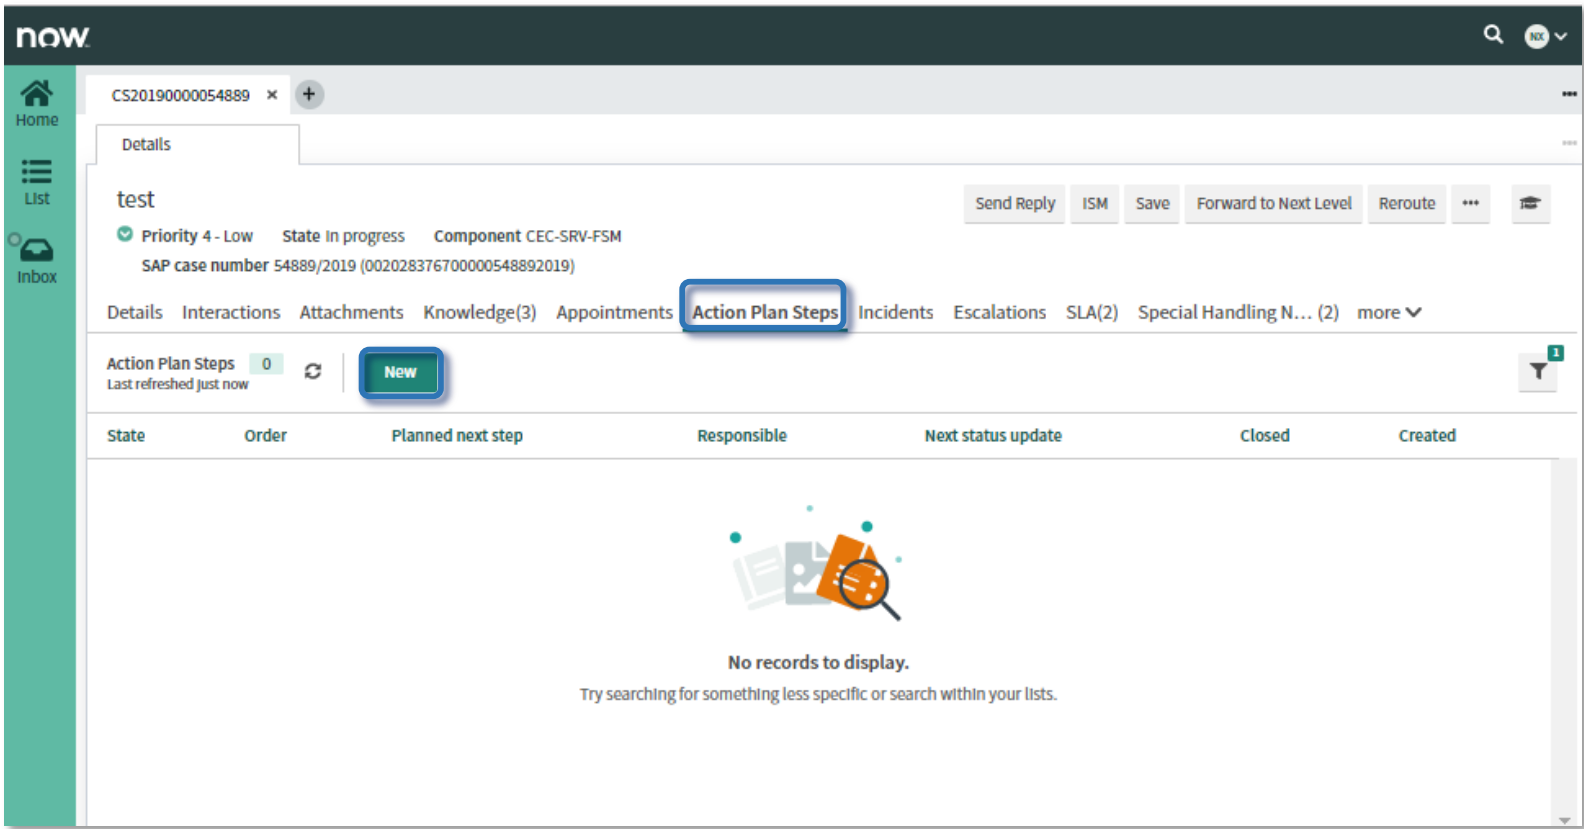 now
NX
Home
List
Inbox
CS20190000054889 × +
Details
test
Send Reply ISM Save Forward to Next Level Reroute
Priority 4 - Low State In progress Component CEC-SRV-FSM
SAP case number 54889/2019 (002028376700000548892019)
Details Interactions Attachments Knowledge(3) Appointments Action Plan Steps Incidents Escalations SLA(2) Special Handling N... (2) more
Action Plan Steps 0
Last refreshed just now
New
1
State Order Planned next step Responsible Next status update Closed Created
No records to display.
Try searching for something less specific or search within your lists.